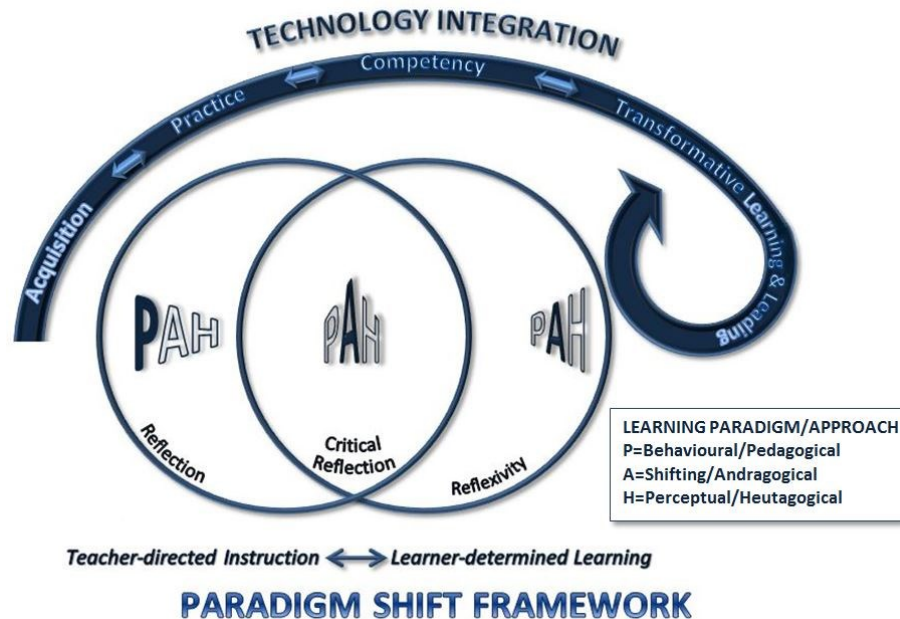 TECHNOLOGY INTEGRATION
Acquisition
Practice
Competency
Transformative Learning & Leading
PAH
PAH
PAH
Reflection
Critical
Reflection
Reflexivity
LEARNING PARADIGM/APPROACH
P=Behavioural/Pedagogical
A=Shifting/Andragogical
H=Perceptual/Heutagogical
Teacher-directed Instruction
Learner-determined Learning
PARADIGM SHIFT FRAMEWORK